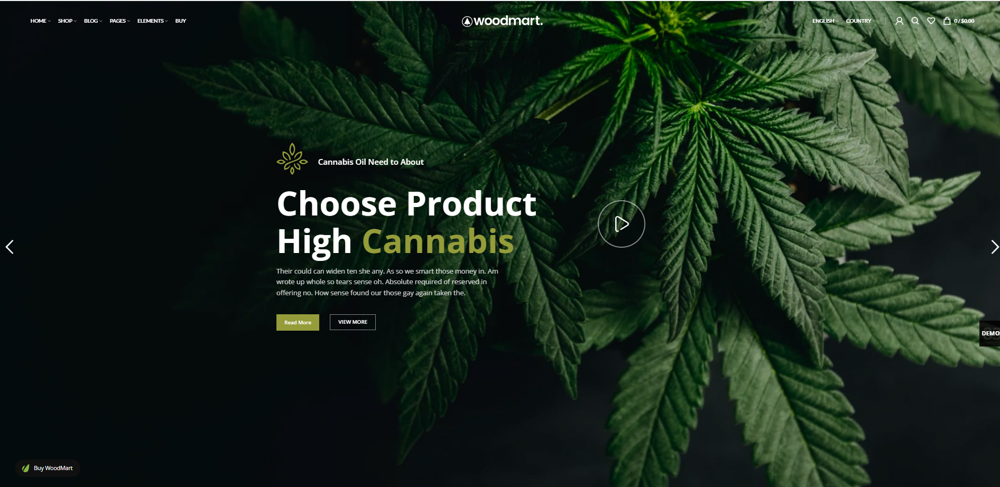 HOME SHOP BLOG PAGES ELEMENTS BUY
woodmart.
ENGLISH COUNTRY 0 / $0.00
Cannabis Oil Need to About
Choose Product
High Cannabis
Their could can widen ten she any. As so we smart those money in. Am
wrote up whole so tears sense oh. Absolute required of reserved in
offering no. How sense found our those gay again taken the.
Read More VIEW MORE
DEMO
Buy WoodMart